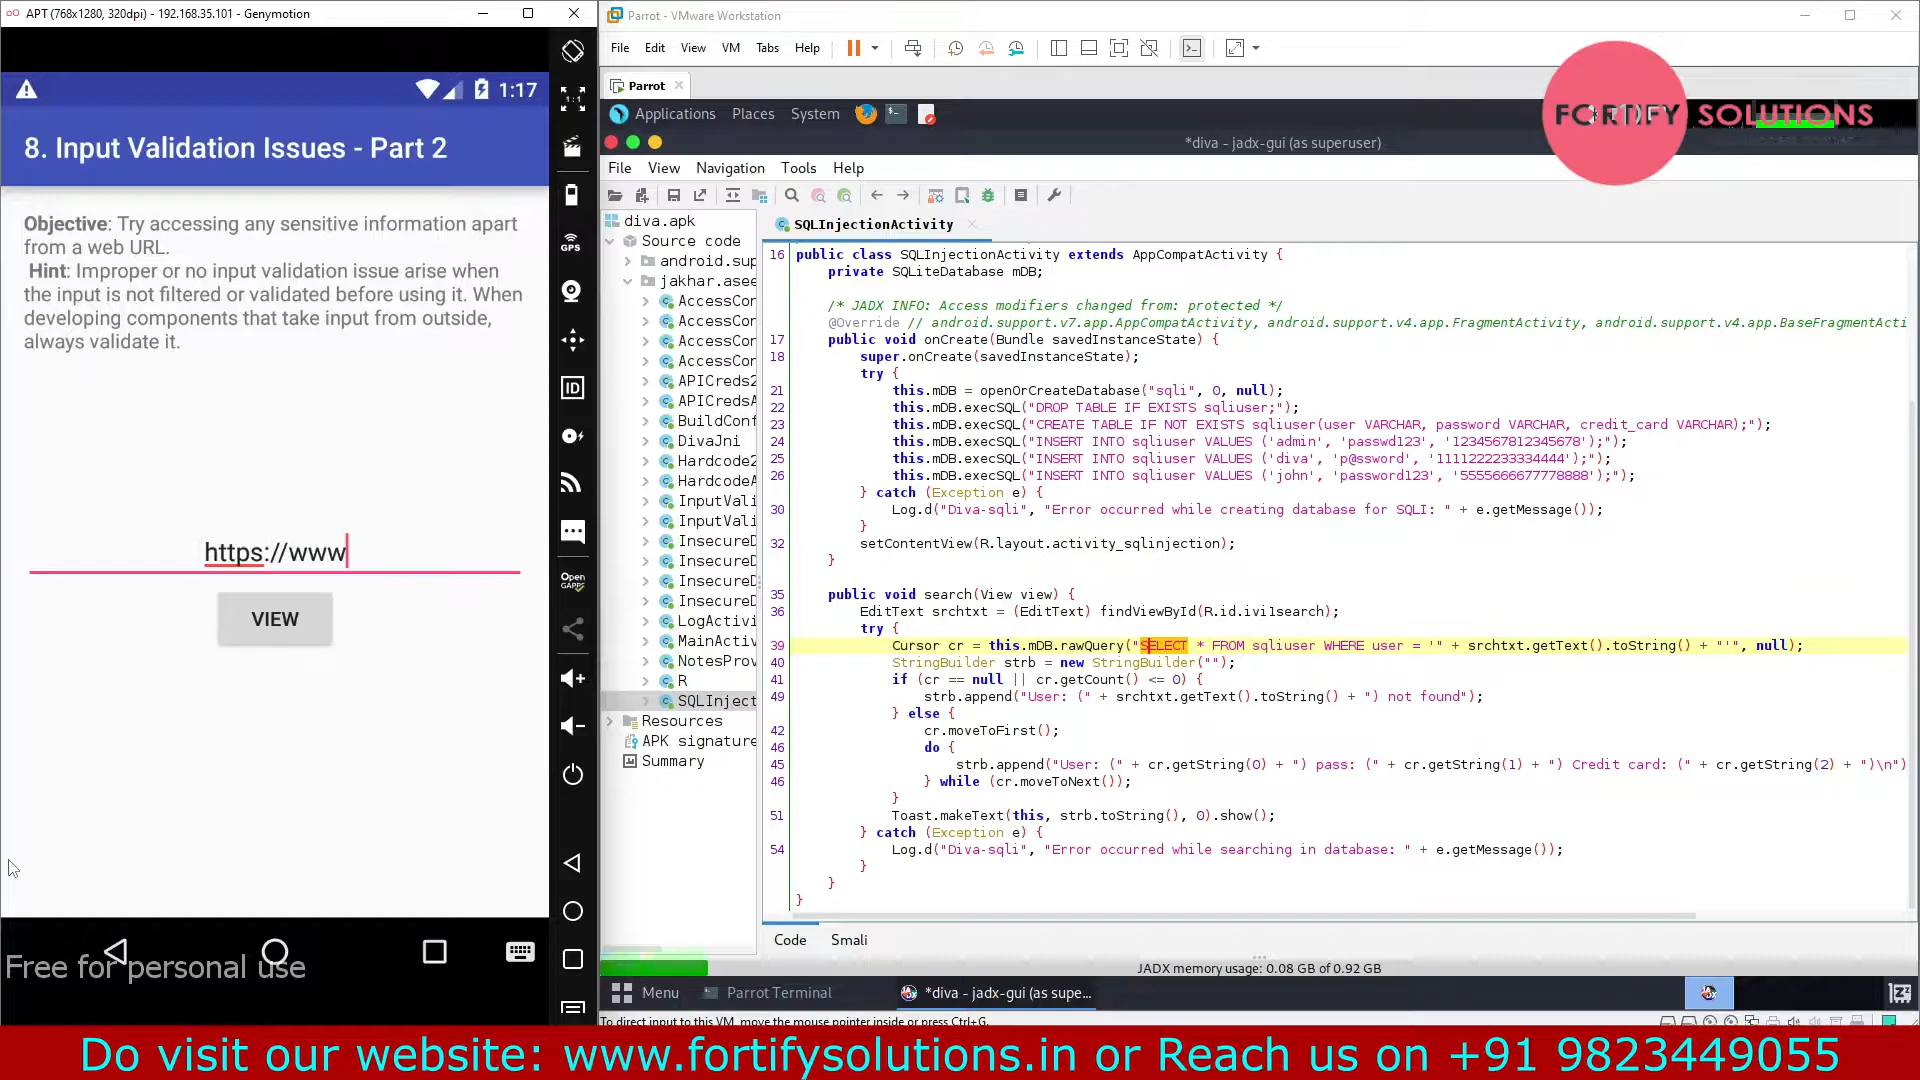 APT (768x1280, 320dpi) - 192.168.35.101 - Genymotion
1:17
8. Input Validation Issues - Part 2
Objective: Try accessing any sensitive information apart
from a web URL.
Hint: Improper or no input validation issue arise when
the input is not filtered or validated before using it. When
developing components that take input from outside,
always validate it.
https://www
VIEW
Free for personal use
1:1
GPS
ID
Open
GAPPS
Parrot - VMware Workstation
File Edit View VM Tabs Help
Parrot
FORTIFY SOLUTIONS
Applications Places System
*diva - jadx-gui (as superuser)
File View Navigation Tools Help
diva.apk
Source code
android.sup
jakhar.asee
AccessCon
AccessCon
AccessCon
AccessCon
APICreds2
APICredsA
BuildConf
DivaJni
Hardcode2
HardcodeA
InputVali
InputVali
InsecureD
InsecureD
InsecureD
InsecureD
LogActivi
MainActiv
NotesProv
R
SQLInject
Resources
APK signature
Summary
SQLInjectionActivity
16 public class SQLInjectionActivity extends AppCompatActivity {
private SQLiteDatabase mDB;
/* JADX INFO: Access modifiers changed from: protected */
@Override // android.support.v7.app.AppCompatActivity, android.support.v4.app.FragmentActivity, android.support.v4.app.BaseFragmentActi
17 public void onCreate(Bundle savedInstanceState) {
18 super.onCreate(savedInstanceState);
try {
21 this.mDB = openOrCreateDatabase("sqli", 0, null);
22 this.mDB.execSQL("DROP TABLE IF EXISTS sqliuser;");
23 this.mDB.execSQL("CREATE TABLE IF NOT EXISTS sqliuser(user VARCHAR, password VARCHAR, credit_card VARCHAR);");
24 this.mDB.execSQL("INSERT INTO sqliuser VALUES ('admin', 'passwd123', '1234567812345678');");
25 this.mDB.execSQL("INSERT INTO sqliuser VALUES ('diva', 'p@ssword', '1111222233334444');");
26 this.mDB.execSQL("INSERT INTO sqliuser VALUES ('john', 'password123', '5555666677778888');");
} catch (Exception e) {
30 Log.d("Diva-sqli", "Error occurred while creating database for SQLI: " + e.getMessage());
}
32 setContentView(R.layout.activity_sqlinjection);
}
35 public void search(View view) {
36 EditText srchtxt = (EditText) findViewById(R.id.ivi1search);
try {
39 Cursor cr = this.mDB.rawQuery("SELECT * FROM sqliuser WHERE user = '" + srchtxt.getText().toString() + "'", null);
40 StringBuilder strb = new StringBuilder("");
41 if (cr == null || cr.getCount() <= 0) {
49 strb.append("User: (" + srchtxt.getText().toString() + ") not found");
} else {
42 cr.moveToFirst();
46 do {
45 strb.append("User: (" + cr.getString(0) + ") pass: (" + cr.getString(1) + ") Credit card: (" + cr.getString(2) + ")\n")
46 } while (cr.moveToNext());
}
51 Toast.makeText(this, strb.toString(), 0).show();
} catch (Exception e) {
54 Log.d("Diva-sqli", "Error occurred while searching in database: " + e.getMessage());
}
}
}
Code Smali
JADX memory usage: 0.08 GB of 0.92 GB
Menu Parrot Terminal *diva - jadx-gui (as supe...
To direct input to this VM, move the mouse pointer inside or press Ctrl+G.
Do visit our website: www.fortifysolutions.in or Reach us on +91 9823449055